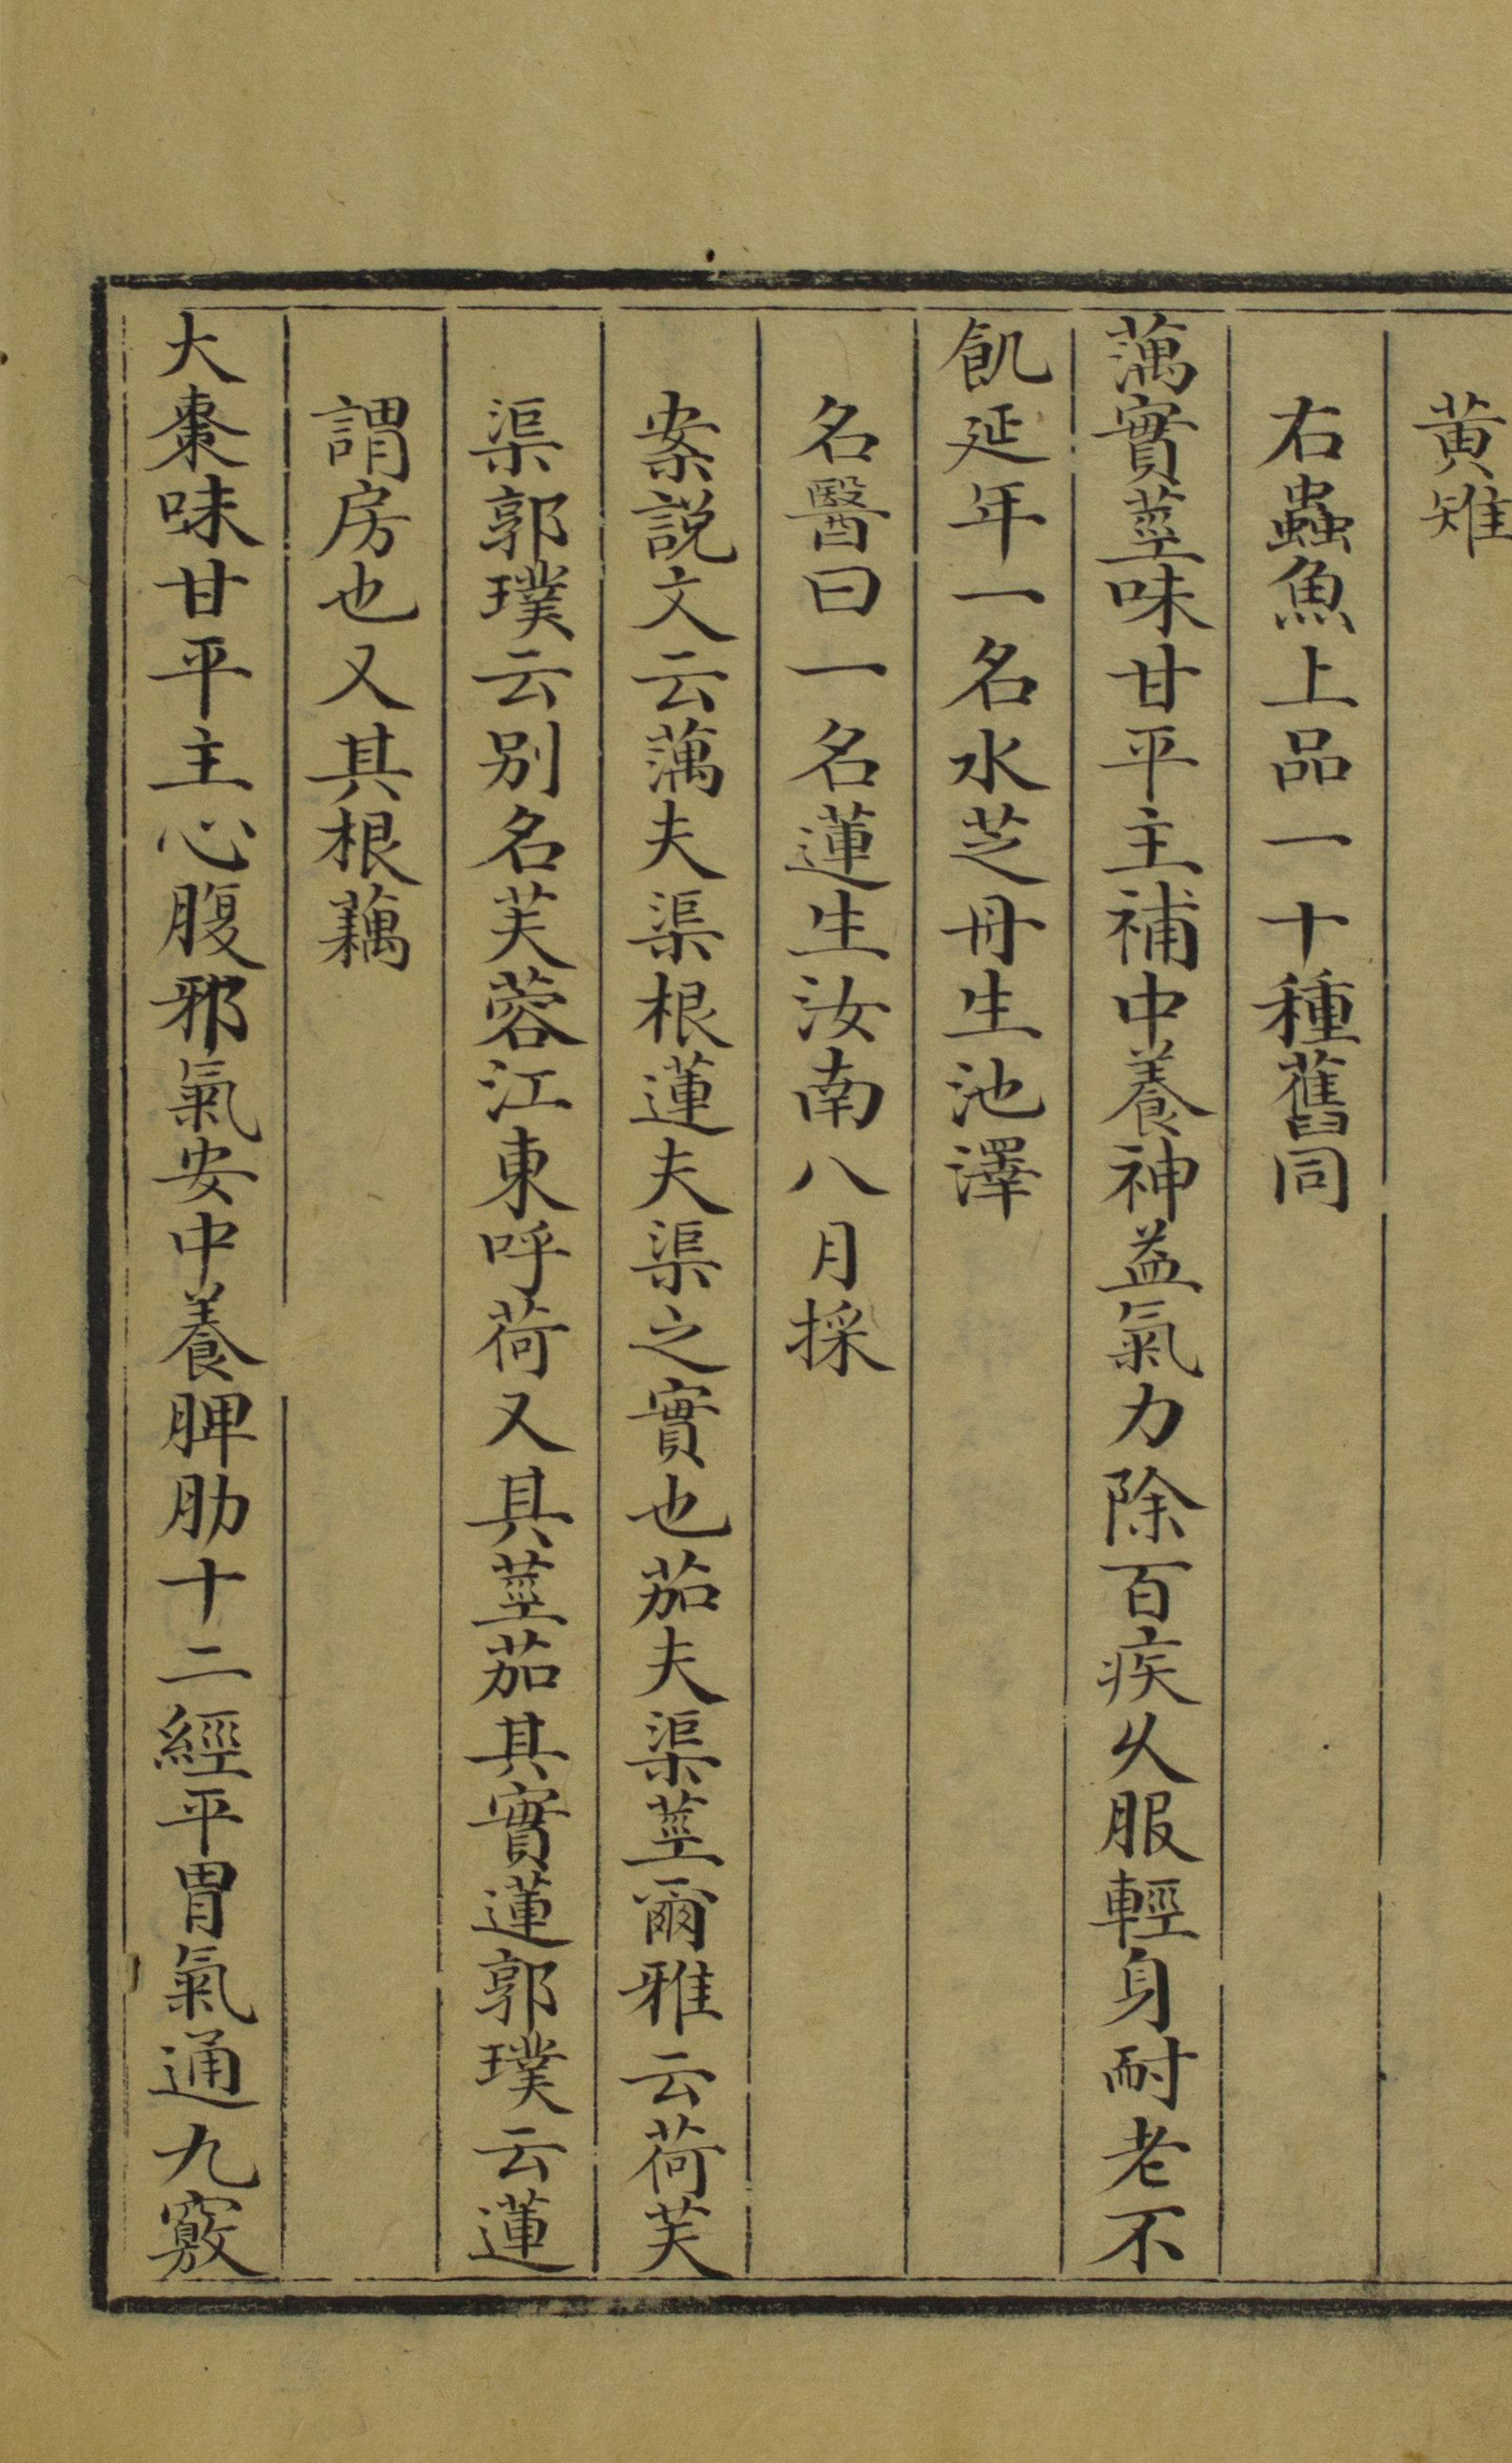 黄雉
右蟲魚上品一十種舊同
藕實莖味甘平主補中養神益氣力除百疾乆服輕身耐老不
飢延年一名水芝丹生池澤
名醫曰一名蓮生汝南八月採
案説文云藕夫渠根蓮夫渠之實也茄夫渠莖爾雅云荷芙
渠郭璞云别名芙蓉江東呼荷又其莖茄其實蓮郭璞云蓮
謂房也又其根藕
大棗味甘平主心腹邪氣安中養脾肋十二經平胃氣通九竅